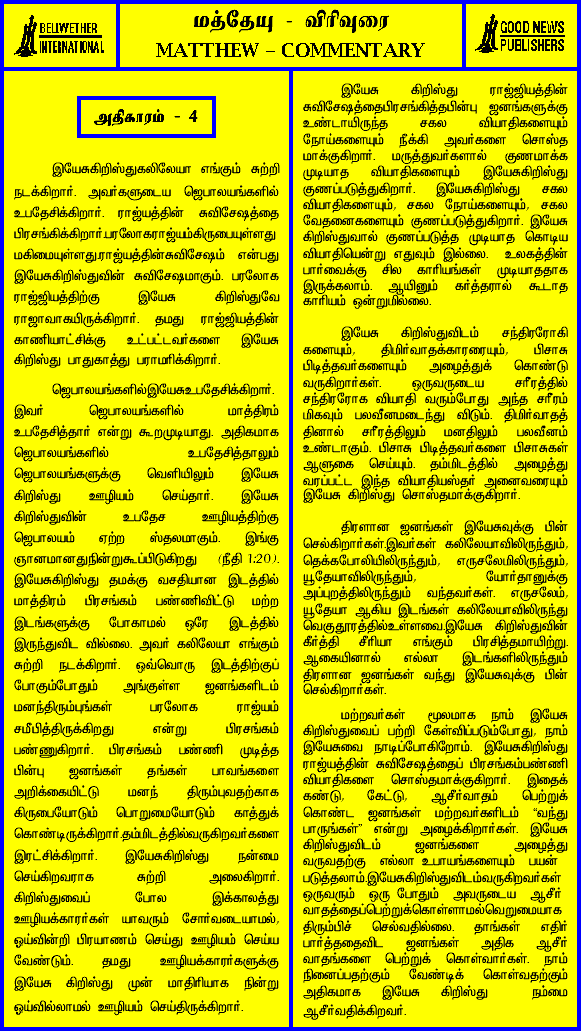 BELWETHER
INTERNATIONAL
மத்தேயு - விரிவுரை
MATTHEW – COMMENTARY
GOOD NEWS
PUBLISHERS
அதிகாரம் - 4
இயேசுகிறிஸ்துகலிலேயா எங்கும் சுற்றி
நடக்கிறார். அவர்களுடைய ஜெபாலயங்களில்
உபதேசிக்கிறார். ராஜ்யத்தின் சுவிசேஷத்தை
பிரசங்கிக்கிறார்.பரலோகராஜ்யம்கிருபையுள்ளது
மகிமையுள்ளது.ராஜ்யத்தின்சுவிசேஷம் என்பது
இயேசுகிறிஸ்துவின் சுவிசேஷமாகும். பரலோக
ராஜ்ஜியத்திற்கு இயேசு கிறிஸ்துவே
ராஜாவாகயிருக்கிறார். தமது ராஜ்ஜியத்தின்
காணியாட்சிக்கு உட்பட்டவர்களை இயேசு
கிறிஸ்து பாதுகாத்து பராமரிக்கிறார்.
ஜெபாலயங்களில்இயேசுஉபதேசிக்கிறார்.
இவர் ஜெபாலயங்களில் மாத்திரம்
உபதேசித்தார் என்று கூறமுடியாது. அதிகமாக
ஜெபாலயங்களில் உபதேசித்தாலும்
ஜெபாலயங்களுக்கு வெளியிலும் இயேசு
கிறிஸ்து ஊழியம் செய்தார். இயேசு
கிறிஸ்துவின் உபதேச ஊழியத்திற்கு
ஜெபாலயம் ஏற்ற ஸ்தலமாகும். இங்கு
ஞானமானதுநின்றுகூப்பிடுகிறது (நீதி 1:20).
இயேசுகிறிஸ்து தமக்கு வசதியான இடத்தில்
மாத்திரம் பிரசங்கம் பண்ணிவிட்டு மற்ற
இடங்களுக்கு போகாமல் ஒரே இடத்தில்
இருந்துவிட வில்லை. அவர் கலிலேயா எங்கும்
சுற்றி நடக்கிறார். ஒவ்வொரு இடத்திற்குப்
போகும்போதும் அங்குள்ள ஜனங்களிடம்
மனந்திரும்புங்கள் பரலோக ராஜ்யம்
சமீபித்திருக்கிறது என்று பிரசங்கம்
பண்ணுகிறார். பிரசங்கம் பண்ணி முடித்த
பின்பு ஜனங்கள் தங்கள் பாவங்களை
அறிக்கையிட்டு மனந் திரும்புவதற்காக
கிருபையோடும் பொறுமையோடும் காத்துக்
கொண்டிருக்கிறார்.தம்மிடத்தில்வருகிறவர்களை
இரட்சிக்கிறார். இயேசுகிறிஸ்து நன்மை
செய்கிறவராக சுற்றி அலைகிறார்.
கிறிஸ்துவைப் போல இக்காலத்து
ஊழியக்காரர்கள் யாவரும் சோர்வடையாமல்,
ஓய்வின்றி பிரயாணம் செய்து ஊழியம் செய்ய
வேண்டும். தமது ஊழியக்காரர்களுக்கு
இயேசு கிறிஸ்து முன் மாதிரியாக நின்று
ஓய்வில்லாமல் ஊழியம் செய்திருக்கிறார்.
இயேசு கிறிஸ்து ராஜ்ஜியத்தின்
சுவிசேஷத்தைபிரசங்கித்தபின்பு ஜனங்களுக்கு
உண்டாயிருந்த சகல வியாதிகளையும்
நோய்களையும் நீக்கி அவர்களை சொஸ்த
மாக்குகிறார். மருத்துவர்களால் குணமாக்க
முடியாத வியாதிகளையும் இயேசுகிறிஸ்து
குணப்படுத்துகிறார். இயேசுகிறிஸ்து சகல
வியாதிகளையும், சகல நோய்களையும், சகல
வேதனைகளையும் குணப்படுத்துகிறார். இயேசு
கிறிஸ்துவால் குணப்படுத்த முடியாத கொடிய
வியாதியென்று எதுவும் இல்லை. உலகத்தின்
பார்வைக்கு சில காரியங்கள் முடியாததாக
இருக்கலாம். ஆயினும் கர்த்தரால் கூடாத
காரியம் ஒன்றுமில்லை.
இயேசு கிறிஸ்துவிடம் சந்திரரோகி
களையும், திமிர்வாதக்காரரையும், பிசாசு
பிடித்தவர்களையும் அழைத்துக் கொண்டு
வருகிறார்கள். ஒருவருடைய சரீரத்தில்
சந்திரரோக வியாதி வரும்போது அந்த சரீரம்
மிகவும் பலவீனமடைந்து விடும். திமிர்வாதத்
தினால் சரீரத்திலும் மனதிலும் பலவீனம்
உண்டாகும். பிசாசு பிடித்தவர்களை பிசாசுகள்
ஆளுகை செய்யும். தம்மிடத்தில் அழைத்து
வரப்பட்ட இந்த வியாதியஸ்தர் அனைவரையும்
இயேசு கிறிஸ்து சொஸ்தமாக்குகிறார்.
திரளான ஜனங்கள் இயேசுவுக்கு பின்
செல்கிறார்கள்.இவர்கள் கலிலேயாவிலிருந்தும்,
தெக்கபோலியிலிருந்தும், எருசலேமிலிருந்தும்,
யூதேயாவிலிருந்தும், யோர்தானுக்கு
அப்புறத்திலிருந்தும் வந்தவர்கள். எருசலேம்,
யூதேயா ஆகிய இடங்கள் கலிலேயாவிலிருந்து
வெகுதூரத்தில்உள்ளவை.இயேசு கிறிஸ்துவின்
கீர்த்தி சீரியா எங்கும் பிரசித்தமாயிற்று.
ஆகையினால் எல்லா இடங்களிலிருந்தும்
திரளான ஜனங்கள் வந்து இயேசுவுக்கு பின்
செல்கிறார்கள்.
மற்றவர்கள் மூலமாக நாம் இயேசு
கிறிஸ்துவைப் பற்றி கேள்விப்படும்போது, நாம்
இயேசுவை நாடிப்போகிறோம். இயேசுகிறிஸ்து
ராஜ்யத்தின் சுவிசேஷத்தைப் பிரசங்கம்பண்ணி
வியாதிகளை சொஸ்தமாக்குகிறார். இதைக்
கண்டு, கேட்டு, ஆசீர்வாதம் பெற்றுக்
கொண்ட ஜனங்கள் மற்றவர்களிடம் “வந்து
பாருங்கள்” என்று அழைக்கிறார்கள். இயேசு
கிறிஸ்துவிடம் ஜனங்களை அழைத்து
வருவதற்கு எல்லா உபாயங்களையும் பயன்
படுத்தலாம்.இயேசுகிறிஸ்துவிடம்வருகிறவர்கள்
ஒருவரும் ஒரு போதும் அவருடைய ஆசீர்
வாதத்தைப்பெற்றுக்கொள்ளாமல்வெறுமையாக
திரும்பிச் செல்வதில்லை. தாங்கள் எதிர்
பார்த்ததைவிட ஜனங்கள் அதிக ஆசீர்
வாதங்களை பெற்றுக் கொள்வார்கள். நாம்
நினைப்பதற்கும் வேண்டிக் கொள்வதற்கும்
அதிகமாக இயேசு கிறிஸ்து நம்மை
ஆசீர்வதிக்கிறவர்.